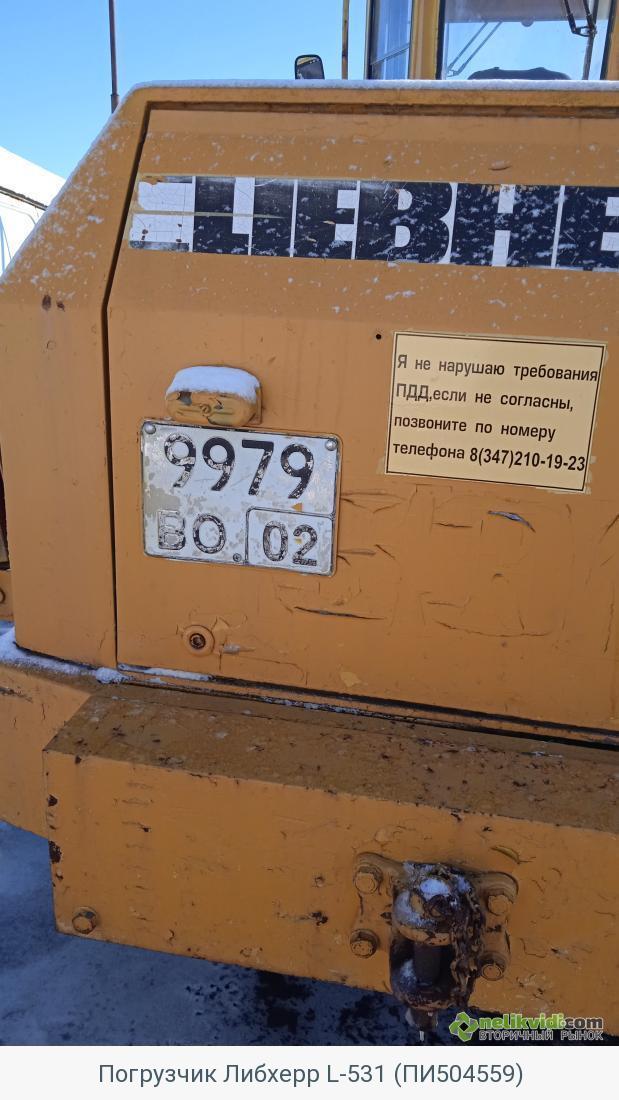 LIEBHE
Я не нарушаю требования
ПДД,если не согласны,
позвоните по номеру
телефона 8(347)210-19-23
9979
ВО 02
nelikvidi.com
ВТОРИЧНЫЙ РЫНОК
Погрузчик Либхерр L-531 (ПИ504559)